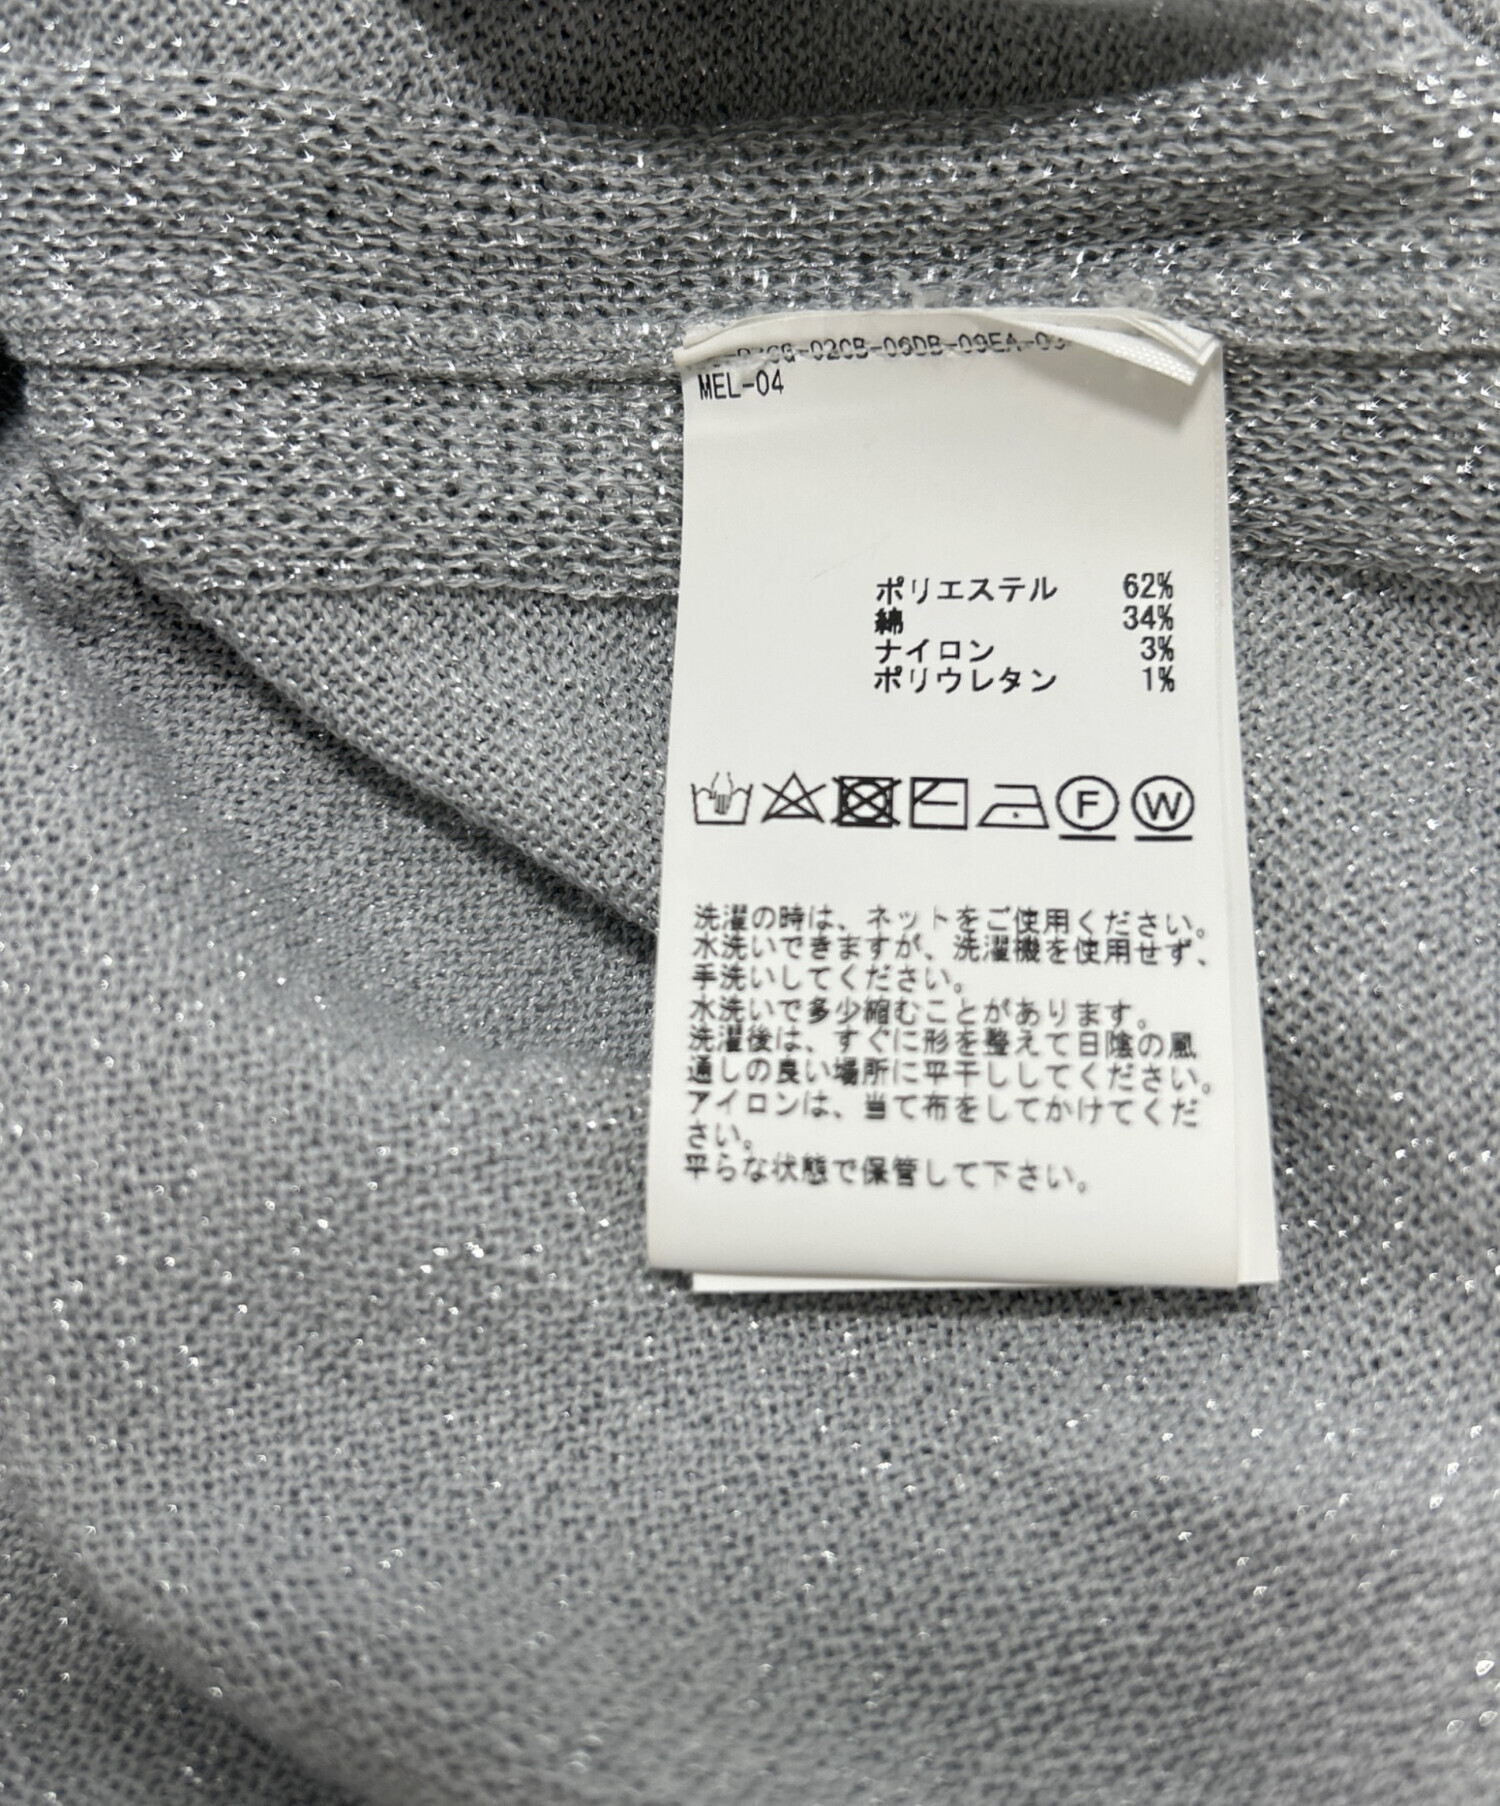 -02CB-06DB-09EA-03
MEL-04
ポリエステル 62%
綿 34%
ナイロン 3%
ポリウレタン 1%
F W
洗濯の時は、ネットをご使用ください。
水洗いできますが、洗濯機を使用せず、
手洗いしてください。
水洗いで多少縮むことがあります。
洗濯後は、すぐに形を整えて日陰の風
通しの良い場所に平干ししてください。
アイロンは、当て布をしてかけてくだ
さい。
平らな状態で保管して下さい。